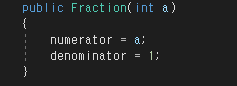 public Fraction(int a)
{
numerator = a;
denominator = 1;
}